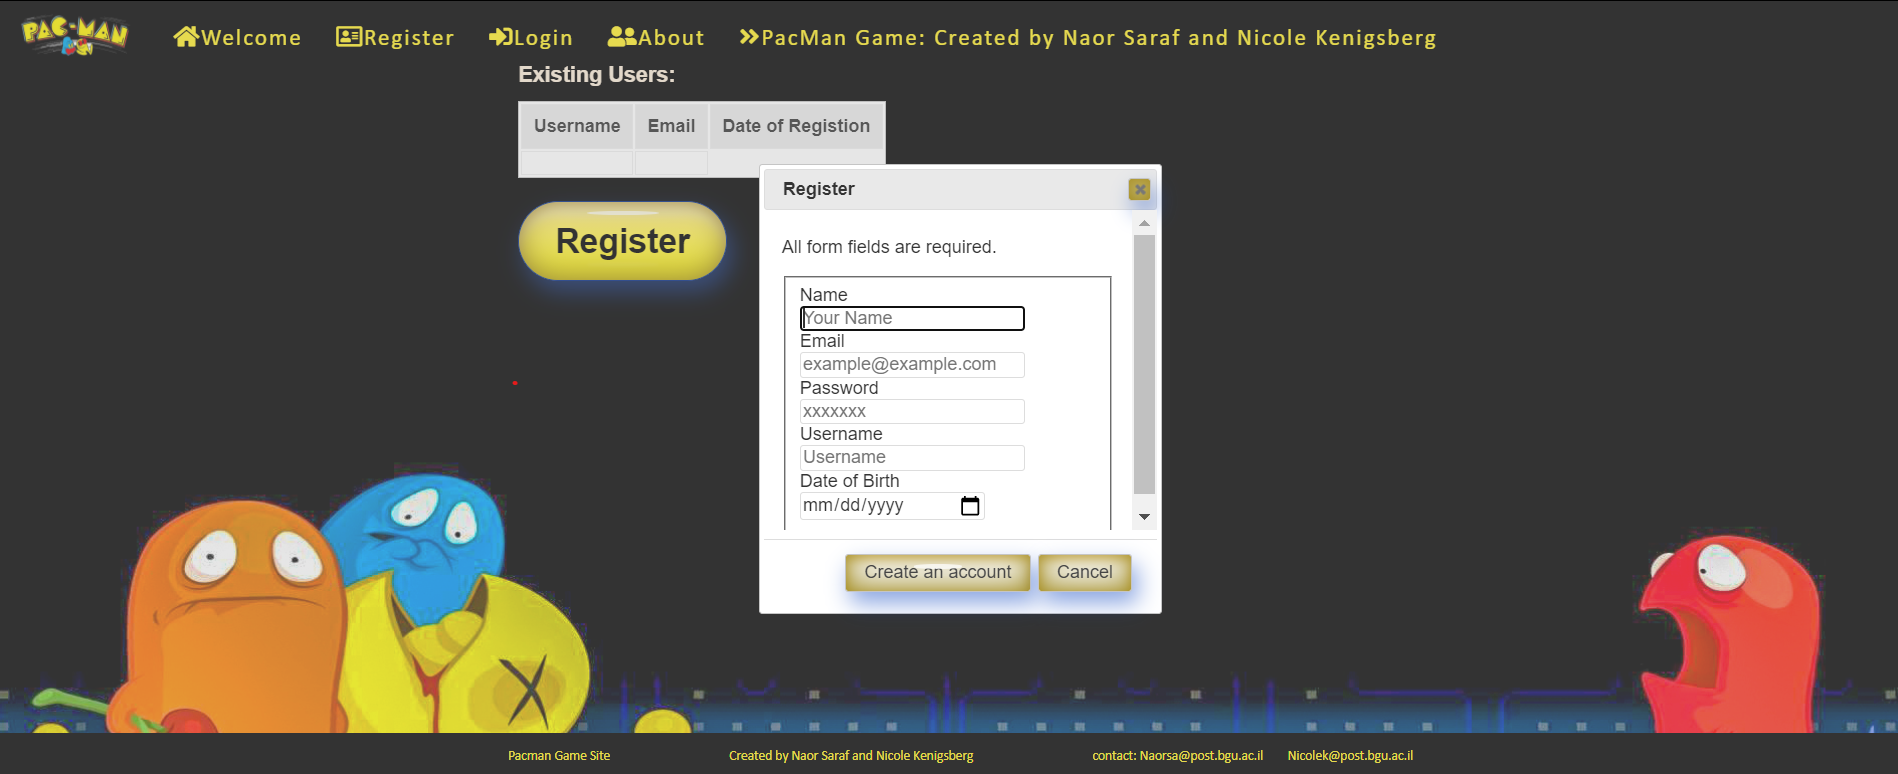 PAC-MAN
Welcome
Register
Login
About
PacMan Game: Created by Naor Saraf and Nicole Kenigsberg
Existing Users:
Username Email Date of Registion
Register
Register
All form fields are required.
Name
Your Name
Email
example@example.com
Password
xxxxxxx
Username
Username
Date of Birth
mm/dd/yyyy
Create an account
Cancel
Pacman Game Site
Created by Naor Saraf and Nicole Kenigsberg
contact: Naorsa@post.bgu.ac.il
Nicolek@post.bgu.ac.il